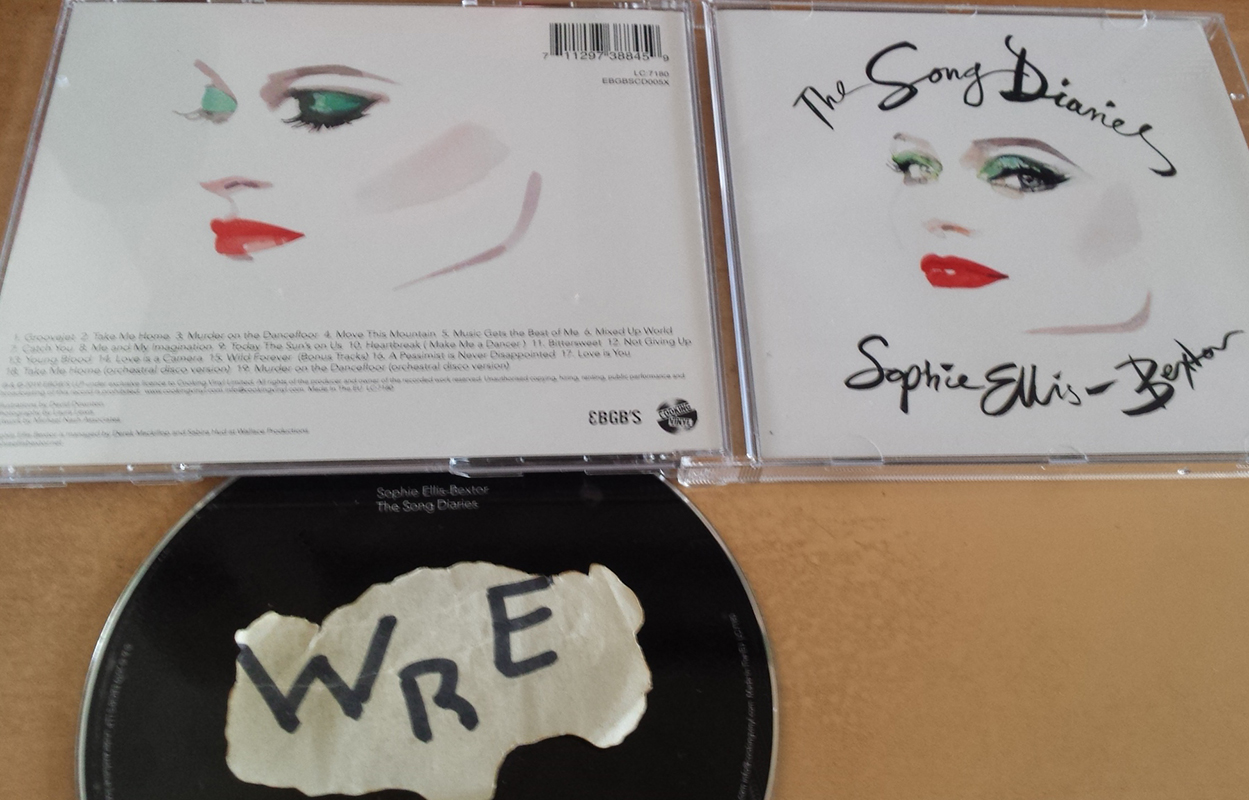 7 11297 38845 9
LC:7180
EBGBSCD005X
1. Groovejet 2. Take Me Home 3. Murder on the Dancefloor 4. Move This Mountain 5. Music Gets the Best of Me 6. Mixed Up World
7. Catch You 8. Me and My Imagination 9. Today The Sun's on Us 10. Heartbreak ( Make Me a Dancer ) 11. Bittersweet 12. Not Giving Up
13. Young Blood 14. Love is a Camera 15. Wild Forever (Bonus Tracks) 16. A Pessimist is Never Disappointed 17. Love is You
18. Take Me Home (orchestral disco version) 19. Murder on the Dancefloor (orchestral disco version)
EBGB'S
COOKING VINYL
The Song Diaries
Sophie Ellis-Bextor
Sophie Ellis-Bextor
The Song Diaries
WRE